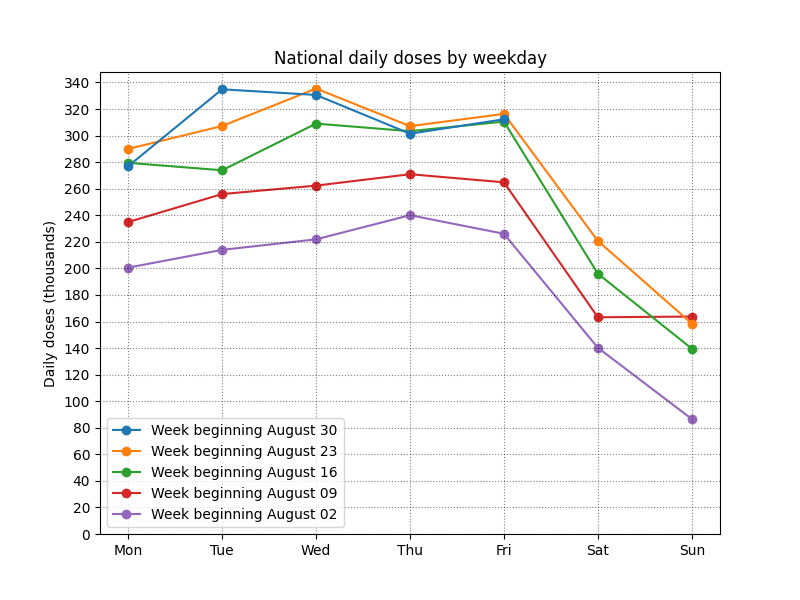 National daily doses by weekday
Daily doses (thousands)
340
320
300
280
260
240
220
200
180
160
140
120
100
80
60
40
20
0
Week beginning August 30
Week beginning August 23
Week beginning August 16
Week beginning August 09
Week beginning August 02
Mon Tue Wed Thu Fri Sat Sun